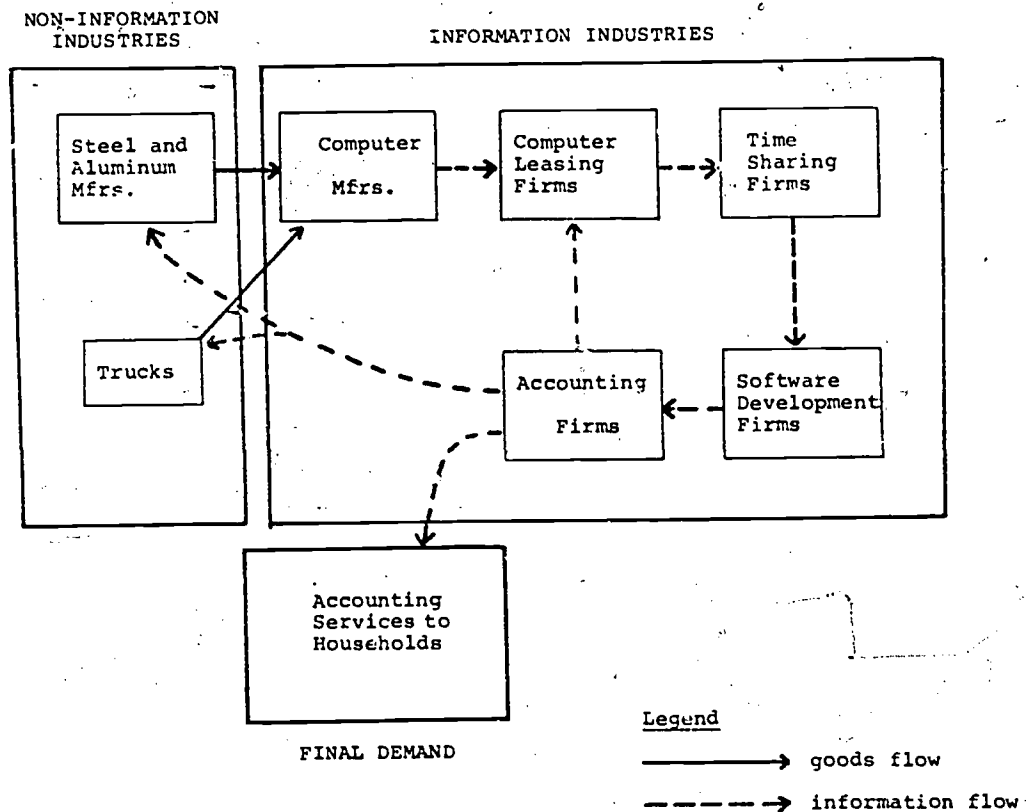 NON-INFORMATION
INDUSTRIES
INFORMATION INDUSTRIES
Steel and
Aluminum
Mfrs.
Computer
Mfrs.
Computer
Leasing
Firms
Time
Sharing
Firms
Trucks
Accounting
Firms
Software
Development
Firms
Accounting
Services to
Households
FINAL DEMAND
Legend
goods flow
information flow